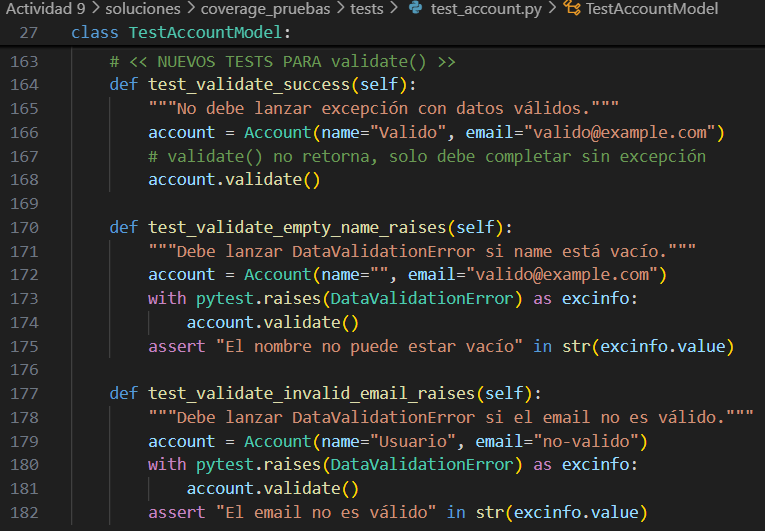 Actividad 9 > soluciones > coverage_pruebas > tests > test_account.py > TestAccountModel
27 class TestAccountModel:
163 # << NUEVOS TESTS PARA validate() >>
164 def test_validate_success(self):
165 """No debe lanzar excepción con datos válidos."""
166 account = Account(name="Valido", email="valido@example.com")
167 # validate() no retorna, solo debe completar sin excepción
168 account.validate()
169
170 def test_validate_empty_name_raises(self):
171 """Debe lanzar DataValidationError si name está vacío."""
172 account = Account(name="", email="valido@example.com")
173 with pytest.raises(DataValidationError) as excinfo:
174 account.validate()
175 assert "El nombre no puede estar vacío" in str(excinfo.value)
176
177 def test_validate_invalid_email_raises(self):
178 """Debe lanzar DataValidationError si el email no es válido."""
179 account = Account(name="Usuario", email="no-valido")
180 with pytest.raises(DataValidationError) as excinfo:
181 account.validate()
182 assert "El email no es válido" in str(excinfo.value)